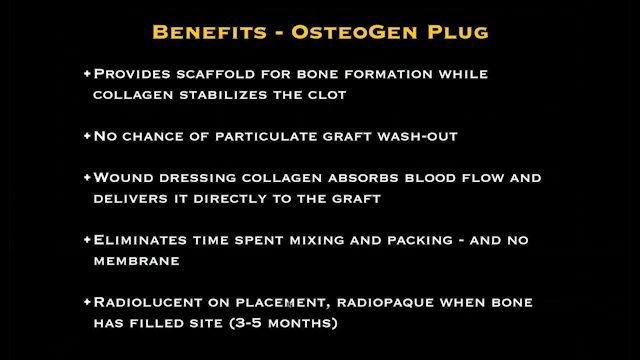 Benefits - OsteoGen Plug
+Provides scaffold for bone formation while
collagen stabilizes the clot
+No chance of particulate graft wash-out
+Wound dressing collagen absorbs blood flow and
delivers it directly to the graft
+Eliminates time spent mixing and packing - and no
membrane
+Radiolucent on placement, radiopaque when bone
has filled site (3-5 months)